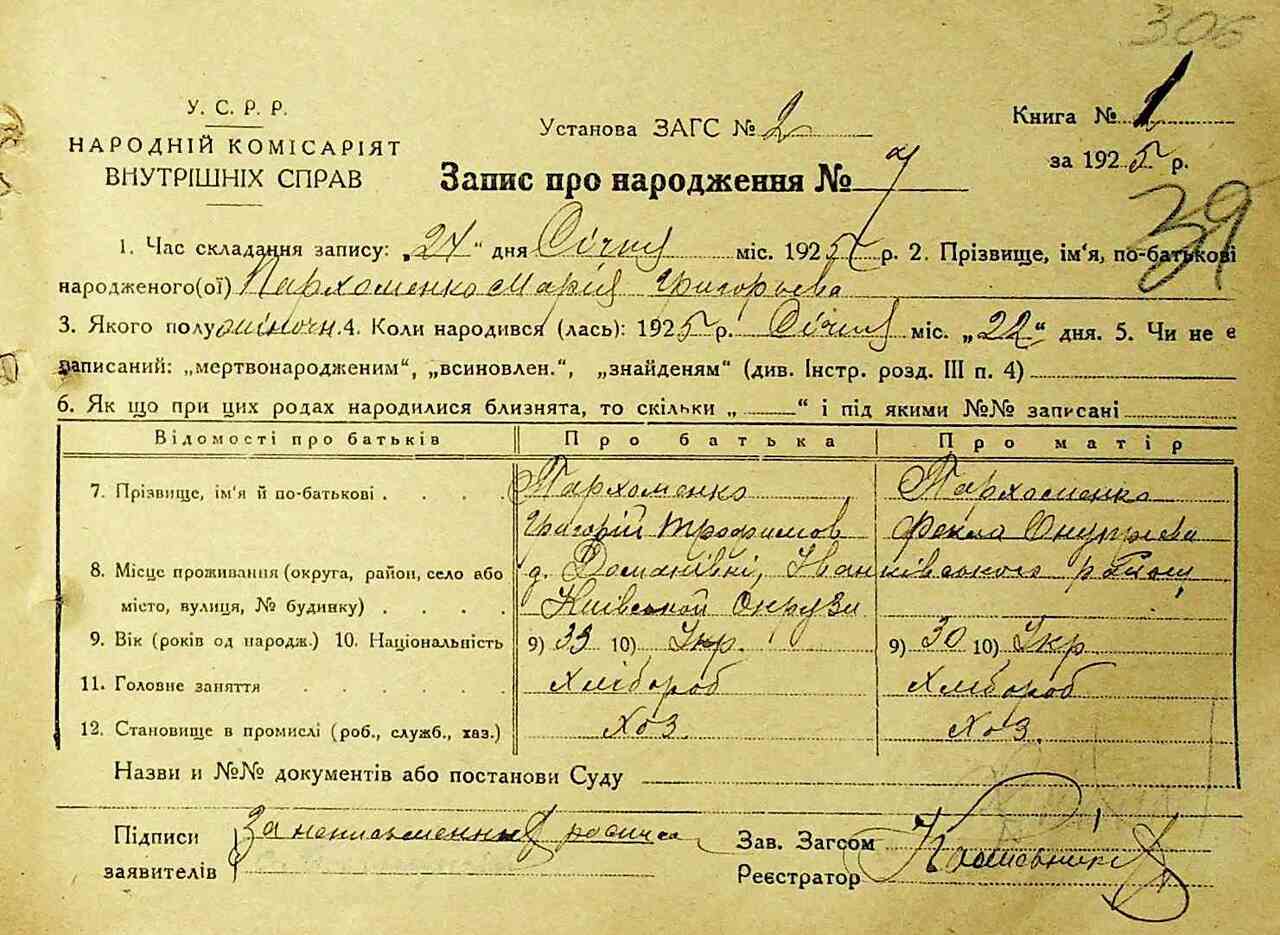 306
У. С. Р. Р.
НАРОДНІЙ КОМІСАРІЯТ
ВНУТРІШНІХ СПРАВ
Установа ЗАГС № 2
Книга № 1
за 1925 р.
Запис про народження № 7
39
1. Час складання запису: „24" дня Січня міс. 1925 р. 2. Прізвище, ім'я, по-батькові
народженого(ої) Пархоменко Марія Григорьева
3. Якого полу жіночн. 4. Коли народився (лась): 1925 р. Січня міс. „22" дня. 5. Чи не є
записаний: „мертвонародженим", „всиновлен.", „знайденям" (див. Інстр. розд. III п. 4)
6. Як що при цих родах народилися близнята, то скільки „ " і під якими №№ записані
Відомості про батьків Про батька Про матір
7. Прізвище, ім'я й по-батькові . . . . Пархоменко Пархоменко
Григорій Трофимов Фекла Онупрієва
8. Місце проживання (округа, район, село або д. Доманівні, Іванківського району
місто, вулиця, № будинку) . . . . Київської Округи
9. Вік (років од народж.) 10. Національність 9) 33 10) Укр. 9) 30 10) Укр
11. Головне заняття . . . . . . Хлібороб Хлібороб
12. Становище в промислі (роб., служб., хаз.) Хоз. Хоз.
Назви и №№ документів або постанови Суду
Підписи За неписьменных
заявителів
Зав. Загсом
Реєстратор